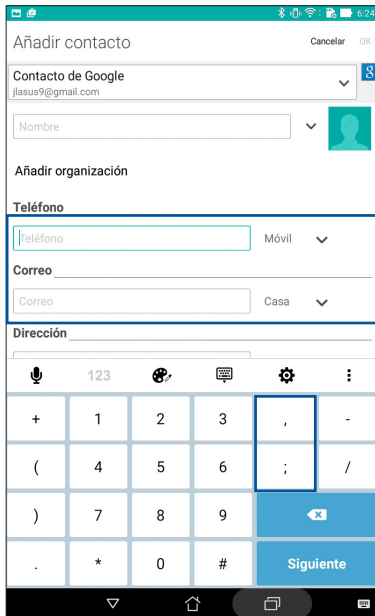 6:24
Añadir contacto Cancelar OK
Contacto de Google
jlasus9@gmail.com
8
Nombre
Añadir organización
Teléfono
Teléfono Móvil
Correo
Correo Casa
Dirección
123
+ 1 2 3 , -
( 4 5 6 ; /
) 7 8 9
. * 0 # Siguiente